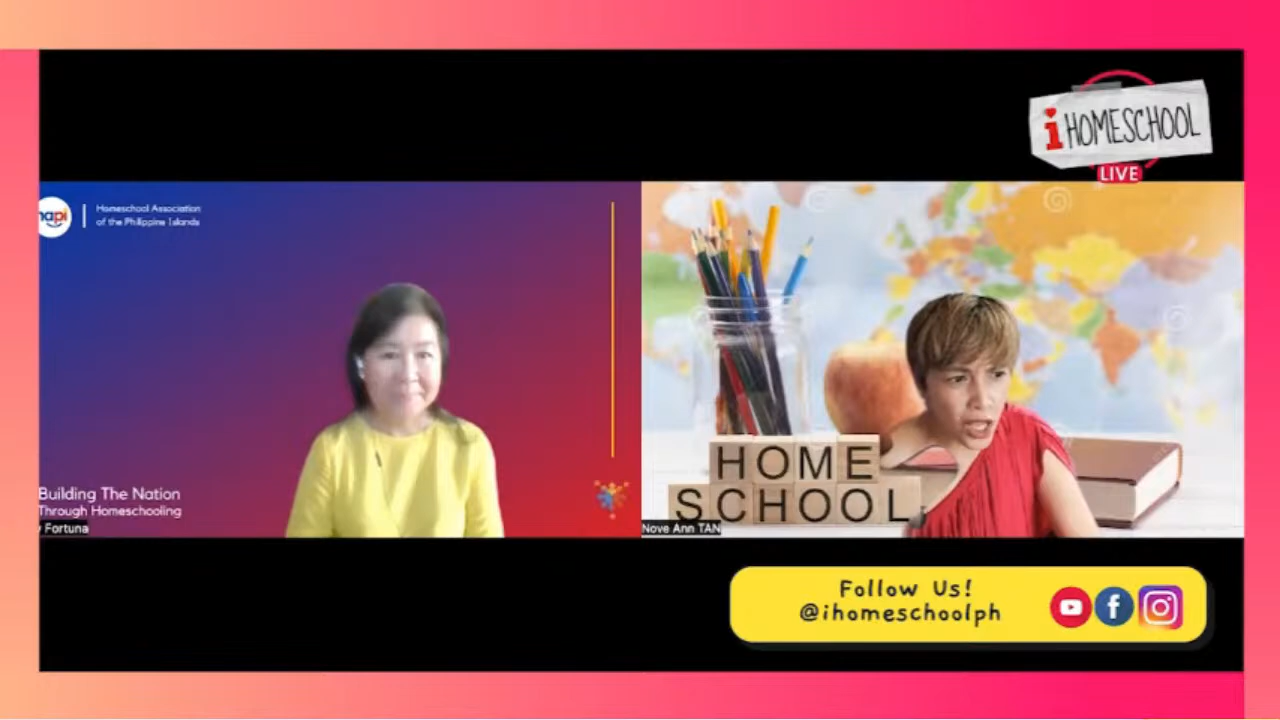 iHOMESCHOOL
LIVE
hapi
Homeschool Association
of the Philippine Islands
Building The Nation
Through Homeschooling
y Fortuna
HOME
SCHOOL
Nove Ann TAN
Follow Us!
@ihomeschoolph